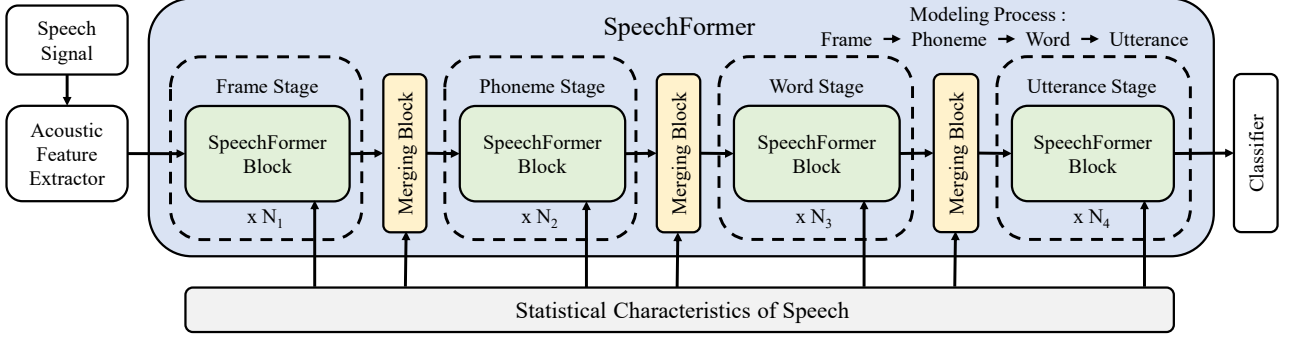 Speech
Signal
Acoustic
Feature
Extractor
SpeechFormer
Modeling Process :
Frame
Phoneme
Word
Utterance
Frame Stage
SpeechFormer
Block
x N1
Merging Block
Phoneme Stage
SpeechFormer
Block
x N2
Merging Block
Word Stage
SpeechFormer
Block
x N3
Merging Block
Utterance Stage
SpeechFormer
Block
x N4
Classifier
Statistical Characteristics of Speech